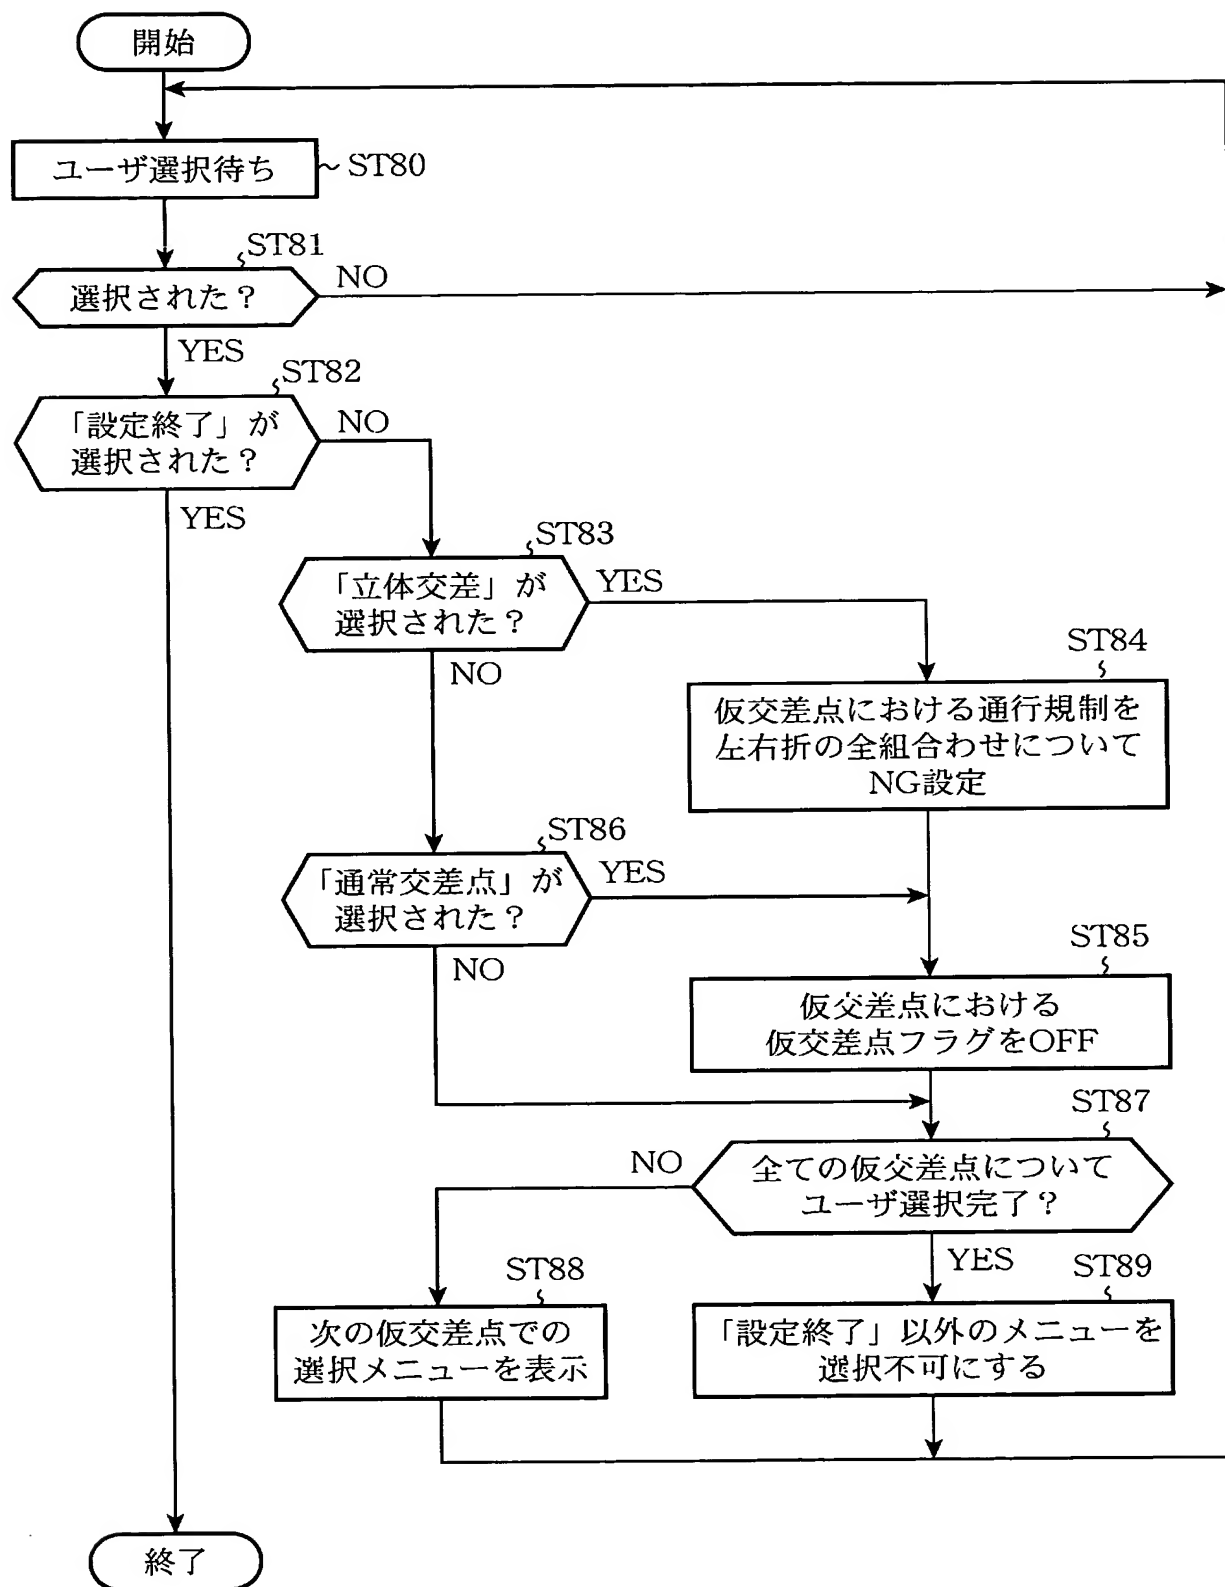 開始
ユーザ選択待ち
ST80
ST81
選択された？
NO
YES
ST82
「設定終了」が
選択された？
NO
YES
ST83
「立体交差」が
選択された？
YES
NO
ST84
仮交差点における通行規制を
左右折の全組合わせについて
NG設定
ST86
「通常交差点」が
選択された？
YES
NO
ST85
仮交差点における
仮交差点フラグをOFF
ST87
全ての仮交差点について
ユーザ選択完了？
NO
YES
ST88
次の仮交差点での
選択メニューを表示
ST89
「設定終了」以外のメニューを
選択不可にする
終了